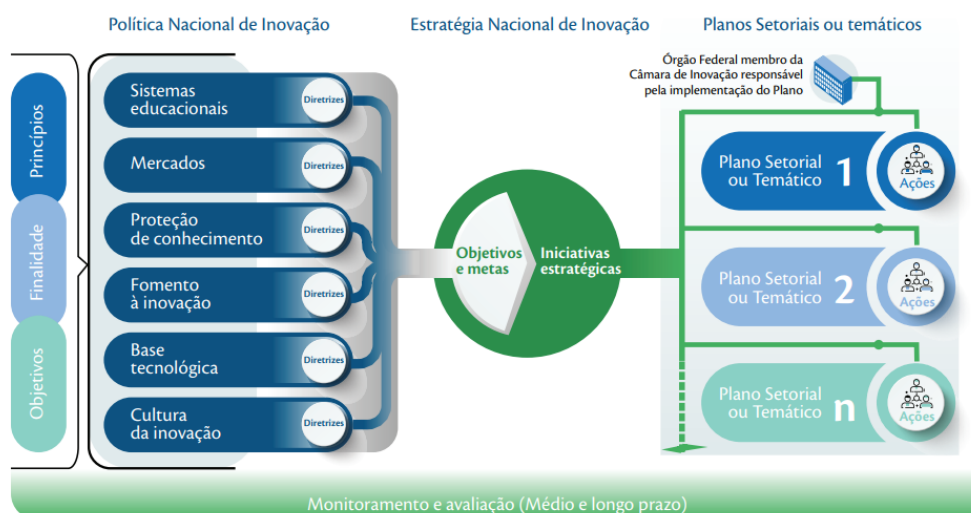 Política Nacional de Inovação
Estratégia Nacional de Inovação
Planos Setoriais ou temáticos
Princípios
Finalidade
Objetivos
Sistemas
educacionais
Diretrizes
Mercados
Diretrizes
Proteção
de conhecimento
Diretrizes
Fomento
à inovação
Diretrizes
Base
tecnológica
Diretrizes
Cultura
da inovação
Diretrizes
Objetivos
e metas
Iniciativas
estratégicas
Órgão Federal membro da
Câmara de Inovação responsável
pela implementação do Plano
Plano Setorial
ou Temático
1
Ações
Plano Setorial
ou Temático
2
Ações
Plano Setorial
ou Temático
n
Ações
Monitoramento e avaliação (Médio e longo prazo)